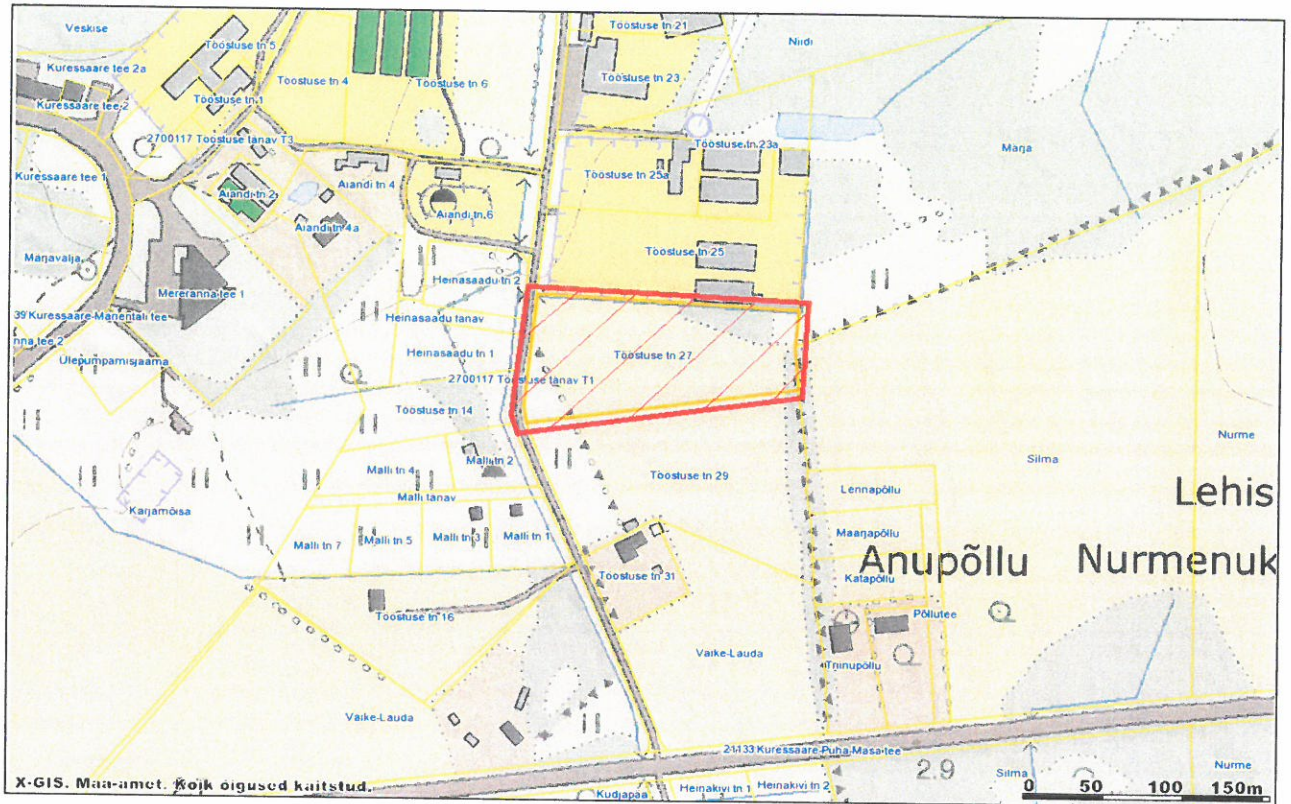 Veskise
Tööstuse tn 5
Kuressaare tee 2a
Tööstuse tn 4
Tööstuse tn 6
Tööstuse tn 21
Niidi
Tööstuse tn 23
Kuressaare tee 2
Tööstuse tn 1
2700117 Tööstuse tänav T3
Tööstuse tn 23a
Marja
Kuressaare tee 1
Aiandi tn 2
Aiandi tn 4
Tööstuse tn 25a
Aiandi tn 4a
Aiandi tn 6
Marjavälja
Tööstuse tn 25
Mereranna tee 1
Heinasaadu tn 2
39 Kuressaare-Mändjala tee
Heinasaadu tänav
nna tee 2
Ülepumpamisjaama
Heinasaadu tn 1
Tööstuse tn 27
2700117 Tööstuse tänav T1
Tööstuse tn 14
Nurme
Malli tn 4
Malli tn 2
Tööstuse tn 29
Silma
Lennapõllu
Lehis
Malli tänav
Karjamõisa
Maarjapõllu
Malli tn 7
Malli tn 5
Malli tn 3
Malli tn 1
Anupõllu
Nurmenuk
Katapõllu
Tööstuse tn 31
Tööstuse tn 16
Põllutee
Väike-Lauda
Triinupõllu
Väike-Lauda
21133 Kuressaare-Püha-Masa tee
2.9
Silma
Nurme
X-GIS. Maa-amet. Kõik õigused kaitstud.
Kudjapää
Heinakivi tn 1
Heinakivi tn 2
0 50 100 150m